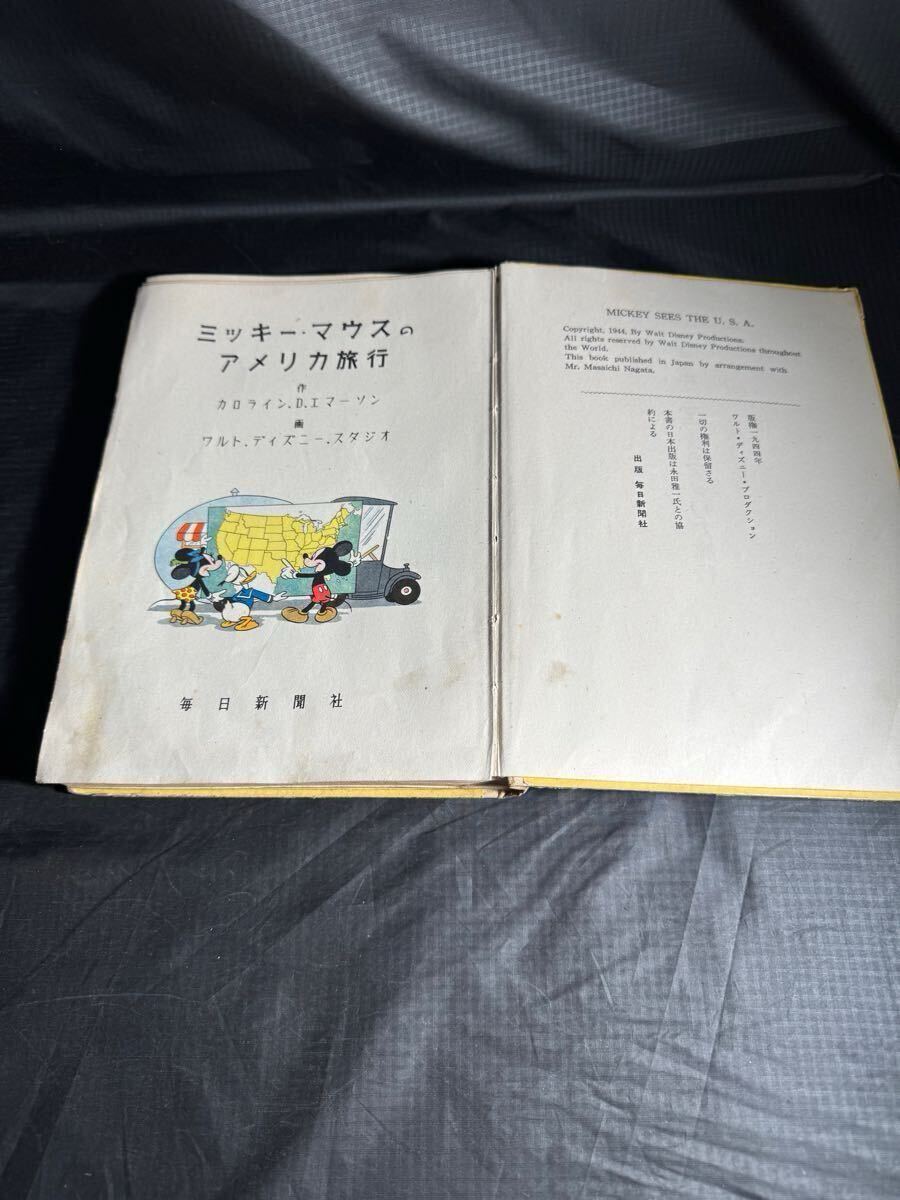 ミッキー・マウスの
アメリカ旅行
作
カロライン、D、エマーソン
画
ワルト、ディズニー、スタジオ
毎日新聞社
MICKEY SEES THE U. S. A.
Copyright, 1944, By Walt Disney Productions.
All rights reserved by Walt Disney Productions throughout
the World.
This book published in Japan by arrangement with
Mr. Masaichi Nagata.
版権一九四四年
ワルト・ディズニー・プロダクション
一切の権利は保留さる
本書の日本出版は永田雅一氏との協
約による
出版 毎日新聞社